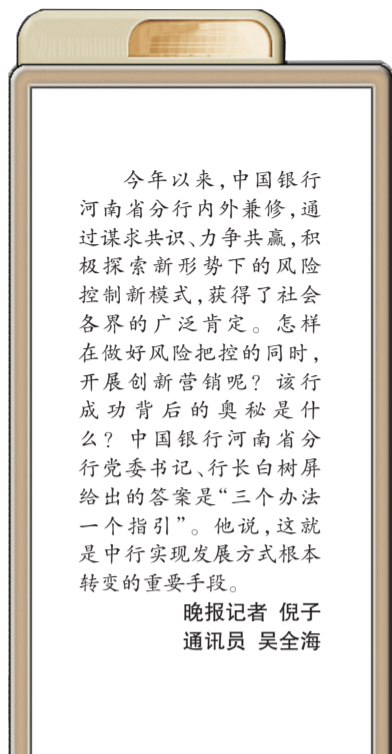 今年以来,中国银行
河南省分行内外兼修,通
过谋求共识、力争共赢,积
极探索新形势下的风险
控制新模式,获得了社会
各界的广泛肯定。怎样
在做好风险把控的同时,
开展创新营销呢?该行
成功背后的奥秘是什
么?中国银行河南省分
行党委书记、行长白树屏
给出的答案是“三个办法
一个指引”。他说,这就
是中行实现发展方式根本
转变的重要手段。
晚报记者 倪子
通讯员 吴全海